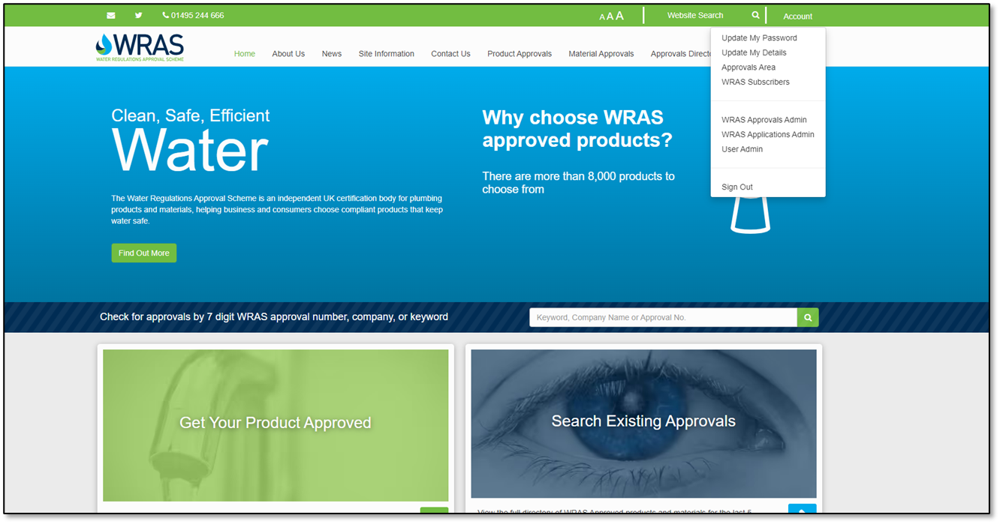 01495 244 666
A A A
Website Search
Account
WRAS
WATER REGULATIONS APPROVAL SCHEME
Home
About Us
News
Site Information
Contact Us
Product Approvals
Material Approvals
Approvals Directo
Update My Password
Update My Details
Approvals Area
WRAS Subscribers
WRAS Approvals Admin
WRAS Applications Admin
User Admin
Sign Out
Clean, Safe, Efficient
Water
The Water Regulations Approval Scheme is an independent UK certification body for plumbing
products and materials, helping business and consumers choose compliant products that keep
water safe.
Find Out More
Why choose WRAS
approved products?
There are more than 8,000 products to
choose from
Check for approvals by 7 digit WRAS approval number, company, or keyword
Keyword, Company Name or Approval No.
Get Your Product Approved
Search Existing Approvals
View the full directory of WRAS Approved products and materials for the last 5